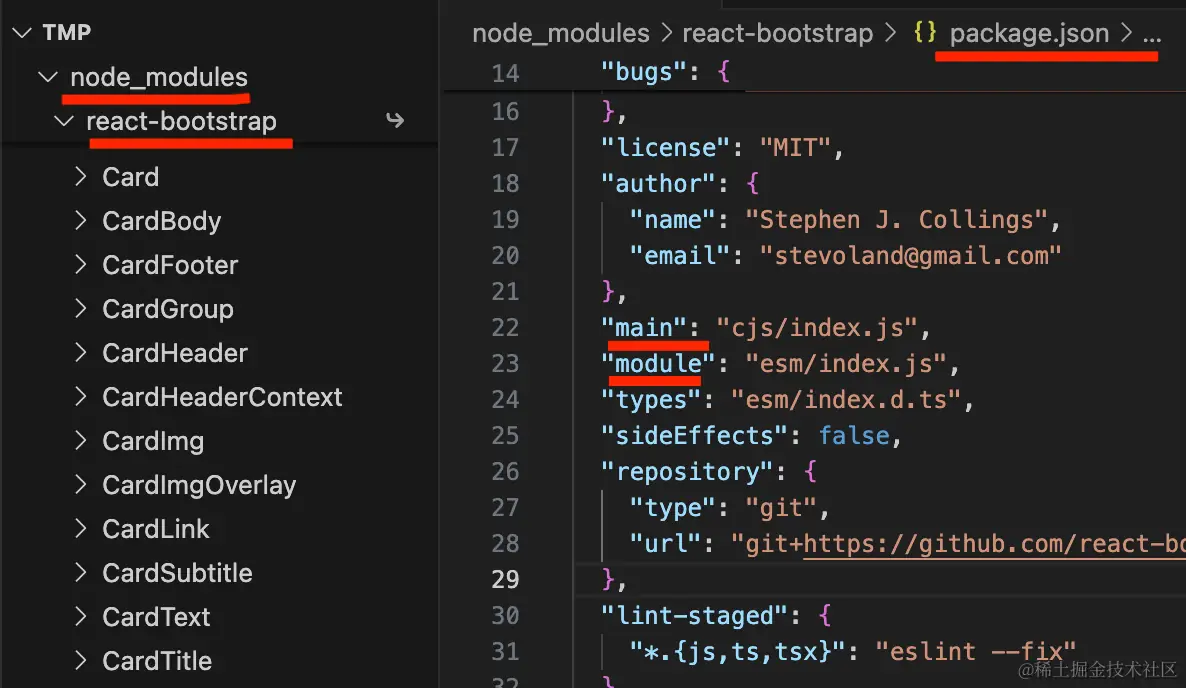 TMP
node_modules
react-bootstrap
Card
CardBody
CardFooter
CardGroup
CardHeader
CardHeaderContext
CardImg
CardImgOverlay
CardLink
CardSubtitle
CardText
CardTitle
node_modules > react-bootstrap > {} package.json > ...
14 "bugs": {
16 },
17 "license": "MIT",
18 "author": {
19 "name": "Stephen J. Collings",
20 "email": "stevoland@gmail.com"
21 },
22 "main": "cjs/index.js",
23 "module": "esm/index.js",
24 "types": "esm/index.d.ts",
25 "sideEffects": false,
26 "repository": {
27 "type": "git",
28 "url": "git+https://github.com/react-bo
29 },
30 "lint-staged": {
31 "*.{js,ts,tsx}": "eslint --fix"
32 }
@稀土掘金技术社区